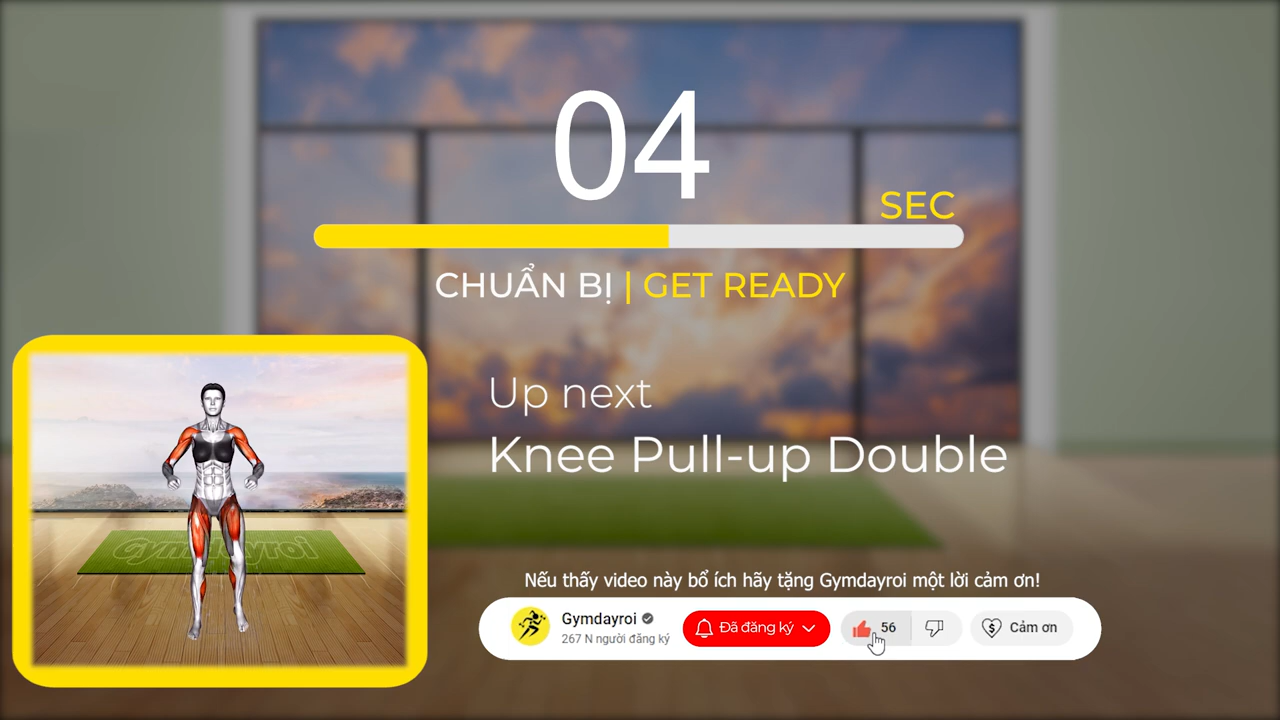 04
SEC
CHUẨN BỊ | GET READY
Up next
Knee Pull-up Double
Gymdayroi
Nếu thấy video này bổ ích hãy tặng Gymdayroi một lời cảm ơn!
Gymdayroi
267 N người đăng ký
Đã đăng ký
56
Cảm ơn